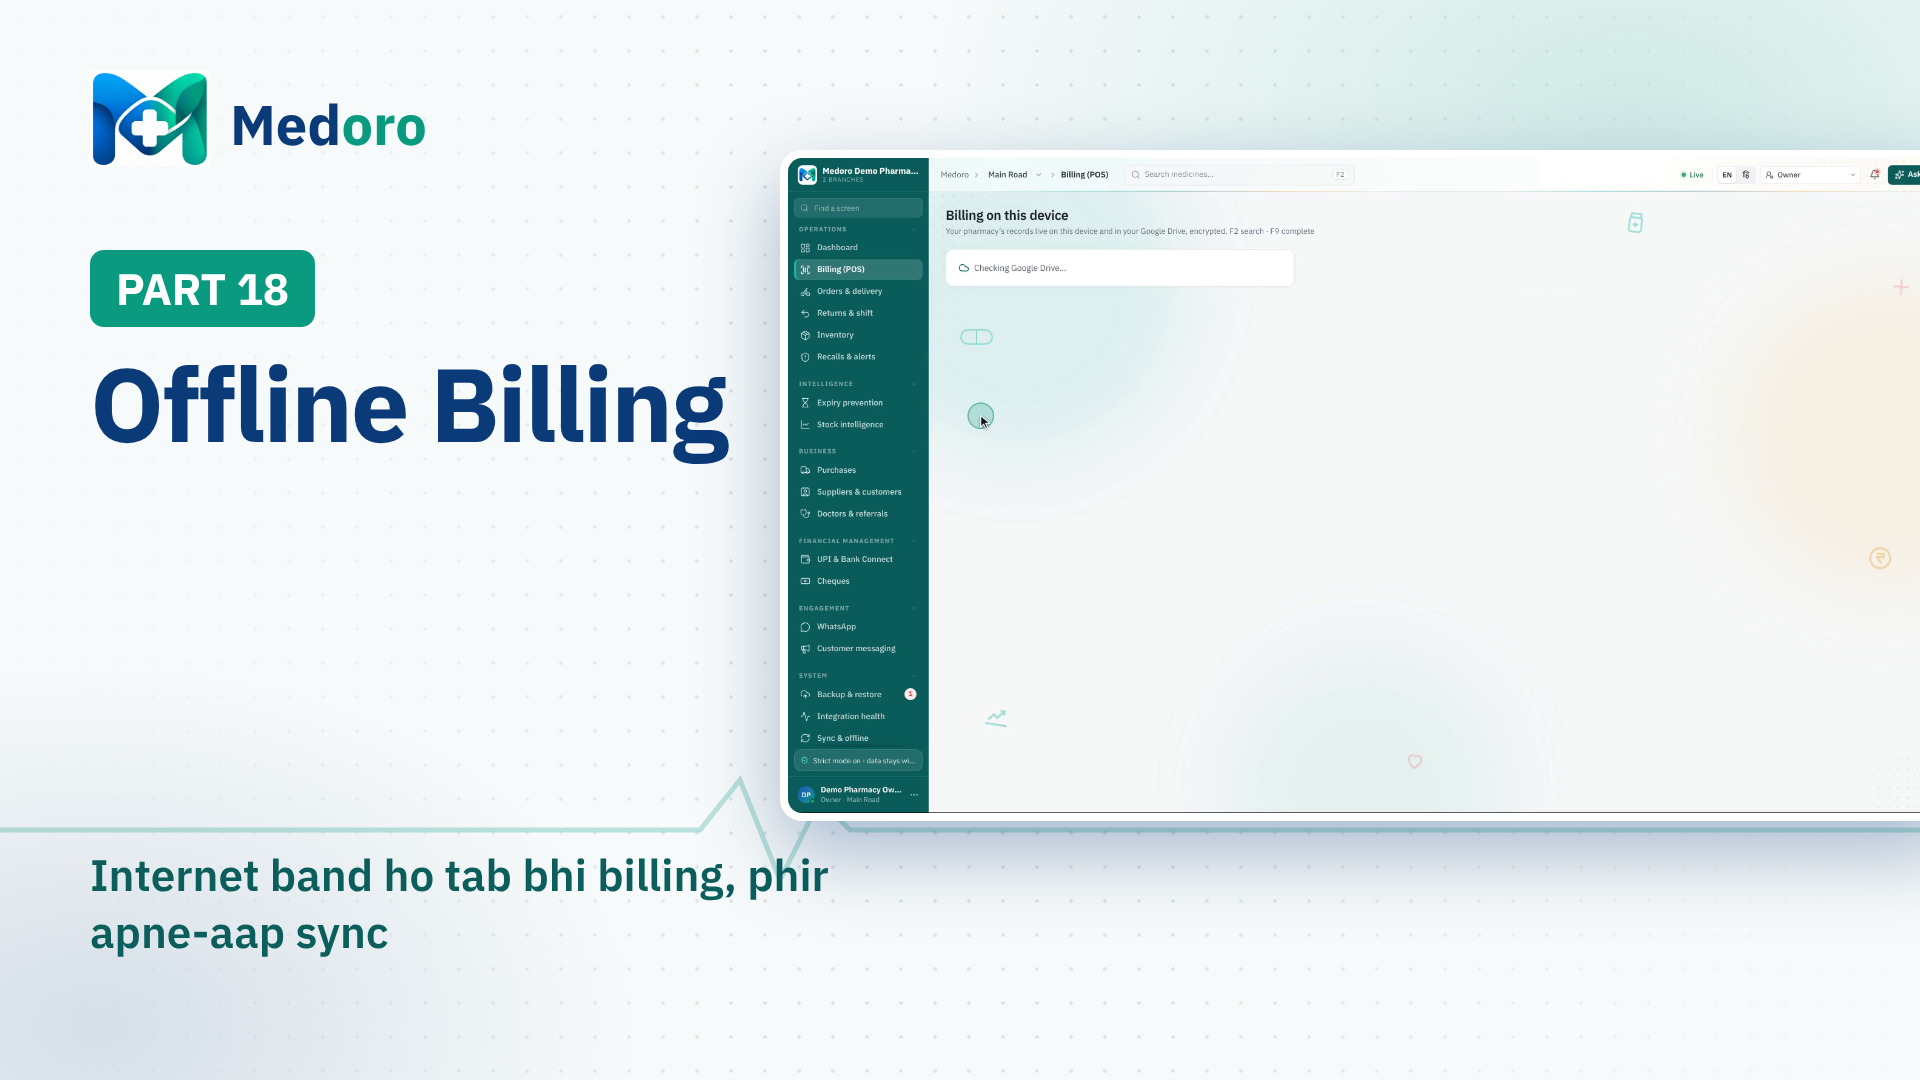 Medoro
PART 18
Offline Billing
Internet band ho tab bhi billing, phir
apne-aap sync
Medoro Demo Pharma...
2 BRANCHES
Find a screen
OPERATIONS
Dashboard
Billing (POS)
Orders & delivery
Returns & shift
Inventory
Recalls & alerts
INTELLIGENCE
Expiry prevention
Stock intelligence
BUSINESS
Purchases
Suppliers & customers
Doctors & referrals
FINANCIAL MANAGEMENT
UPI & Bank Connect
Cheques
ENGAGEMENT
WhatsApp
Customer messaging
SYSTEM
Backup & restore 1
Integration health
Sync & offline
Strict mode on · data stays wi...
DP Demo Pharmacy Ow...
Owner · Main Road
Medoro > Main Road > Billing (POS) Search medicines... F2 Live EN Owner Ask
Billing on this device
Your pharmacy's records live on this device and in your Google Drive, encrypted. F2 search · F9 complete
Checking Google Drive...